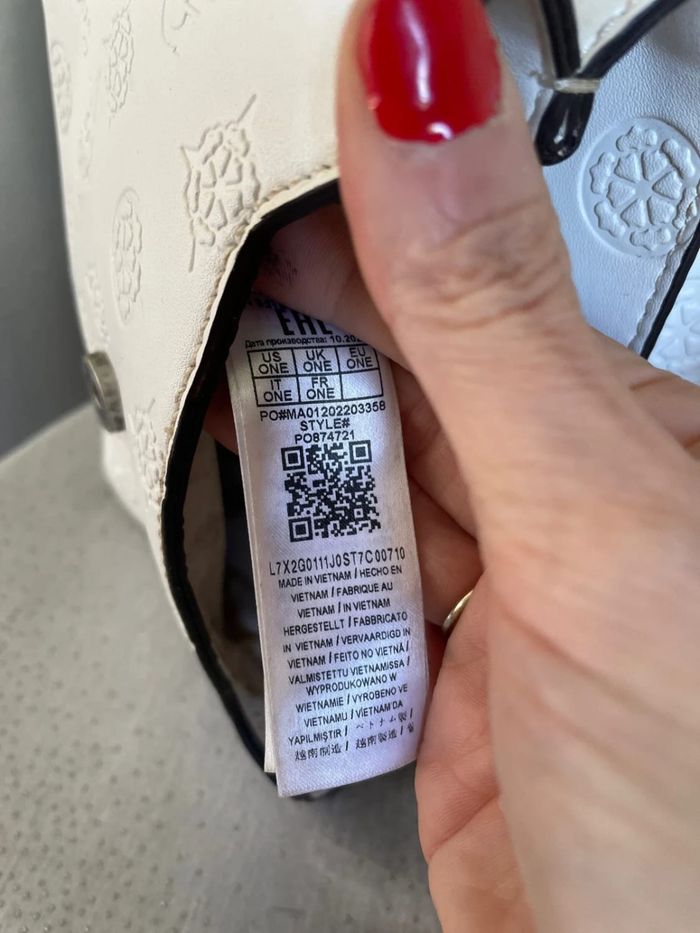 EAC
Дата производства: 10.202
US UK EU
ONE ONE ONE
IT FR
ONE ONE
PO#MA01202203358
STYLE#
PO874721
L7X2G0111J0ST7C00710
MADE IN VIETNAM / HECHO EN
VIETNAM / FABRIQUE AU
VIETNAM / IN VIETNAM
HERGESTELLT / FABBRICATO
IN VIETNAM / VERVAARDIGD IN
VIETNAM / FEITO NO VIETNÃ /
VALMISTETTU VIETNAMISSA /
WYPRODUKOWANO W
WIETNAMIE / VYROBENO VE
VIETNAMU / VIETNAM'DA
YAPILMIŞTIR / ベトナム製 /
越南制造 / 越南製造 /